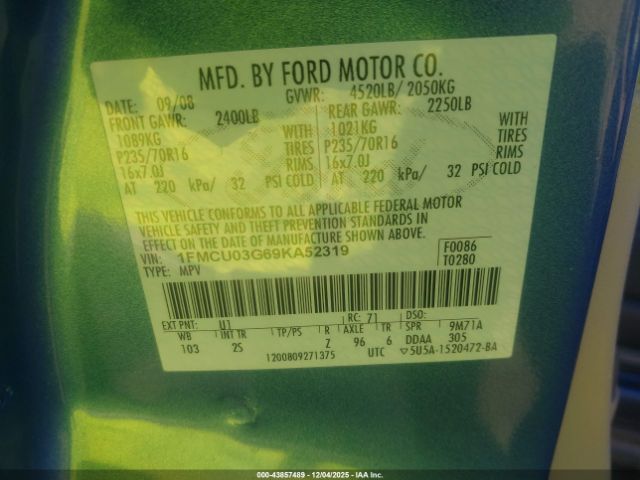 MFD. BY FORD MOTOR CO.
DATE: 09/08 GVWR: 4520LB/ 2050KG
FRONT GAWR: 2400LB REAR GAWR: 2250LB
1089KG WITH 1021KG WITH
P235/70R16 TIRES P235/70R16 TIRES
16x7.0J RIMS 16x7.0J RIMS
AT 220 kPa/ 32 PSI COLD AT 220 kPa/ 32 PSI COLD
THIS VEHICLE CONFORMS TO ALL APPLICABLE FEDERAL MOTOR
VEHICLE SAFETY AND THEFT PREVENTION STANDARDS IN
EFFECT ON THE DATE OF MANUFACTURE SHOWN ABOVE.
1FMCU03G69KA52319 F0086
TYPE: MPV T0280
EXT PNT: U1 RC: 71 DSO:
WB INT TR TP/PS R AXLE TR SPR 9M71A
103 2S Z 96 6 DDAA 305
1200809271375 UTC ▽5U5A-1520472-BA
00-43857489 - 12/04/2025 - IAA Inc.